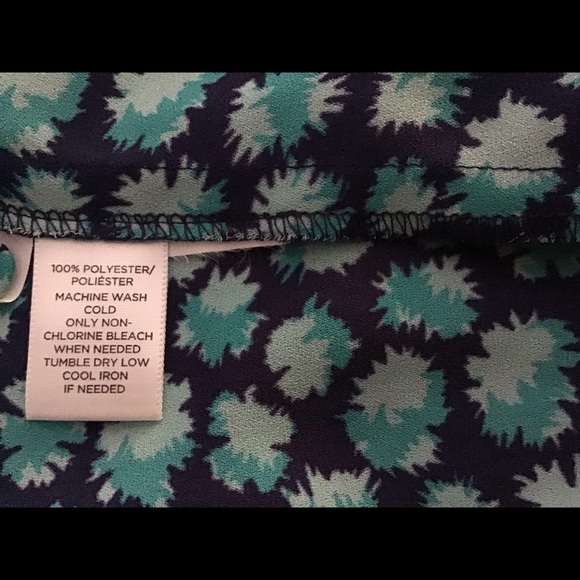 100% POLYESTER/
POLIÉSTER
MACHINE WASH
COLD
ONLY NON-
CHLORINE BLEACH
WHEN NEEDED
TUMBLE DRY LOW
COOL IRON
IF NEEDED